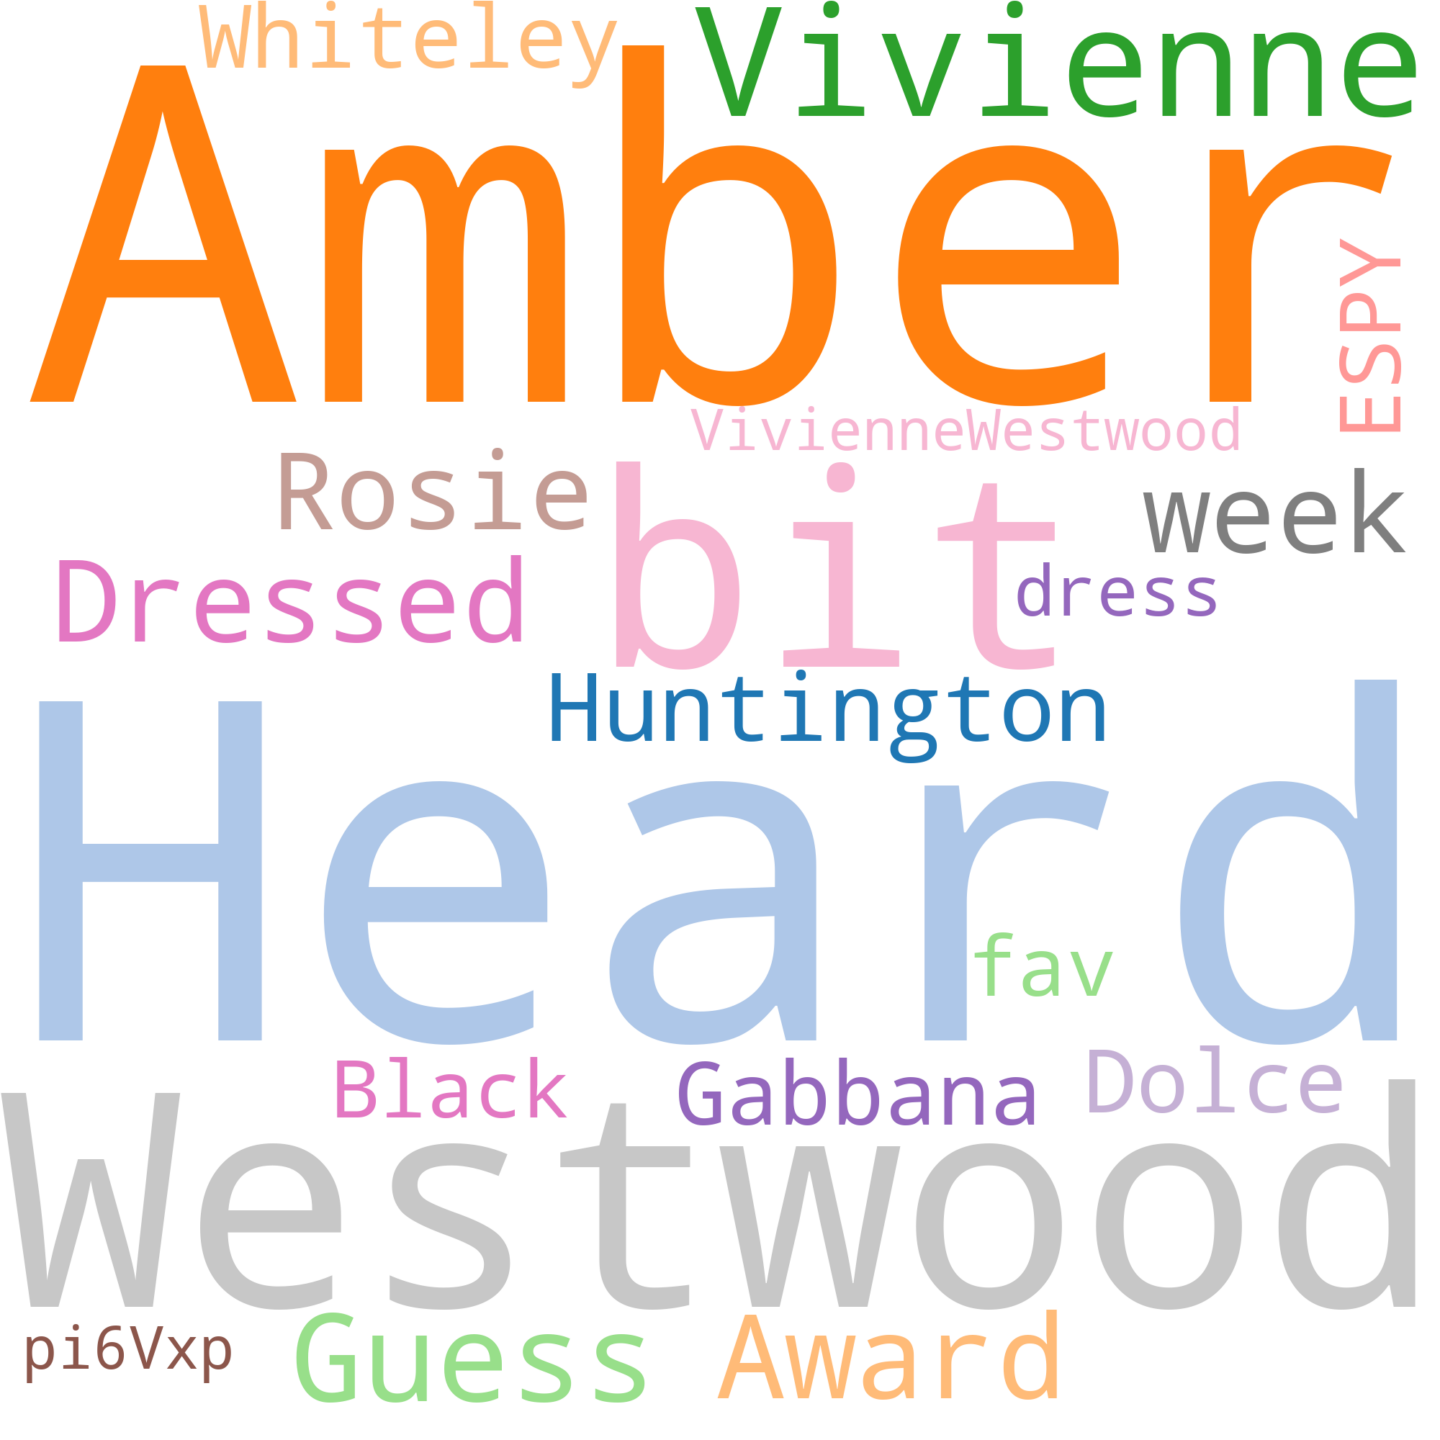 Whiteley
Vivienne
Amber
ESPY
VivienneWestwood
Rosie
bit
week
Dressed
dress
Huntington
Heard
fav
Black
Gabbana
Dolce
Westwood
pi6Vxp
Guess
Award